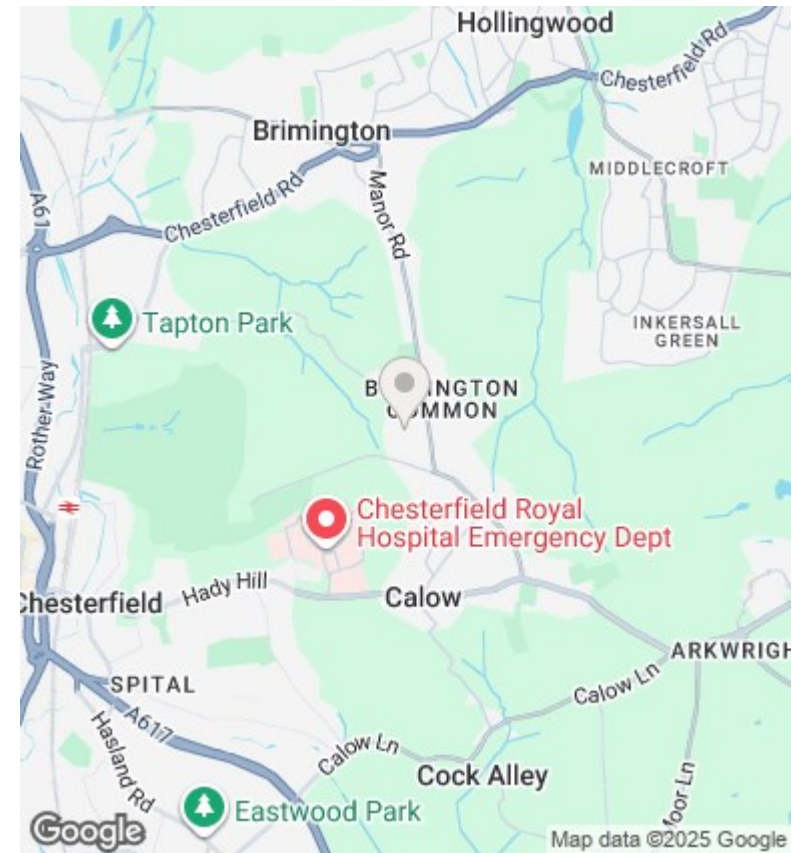 Hollingwood
Chesterfield Rd
Brimington
MIDDLECROFT
A61
Manor Rd
Chesterfield Rd
Tapton Park
INKERSALL
GREEN
Rother Way
COMMON
Chesterfield Royal
Hospital Emergency Dept
Hady Hill
Calow
Chesterfield
ARKWRIGH
SPITAL
Calow Ln
A617
Hasland Rd
Calow Ln
Cock Alley
Moor Ln
Eastwood Park
Google
Map data ©2025 Google